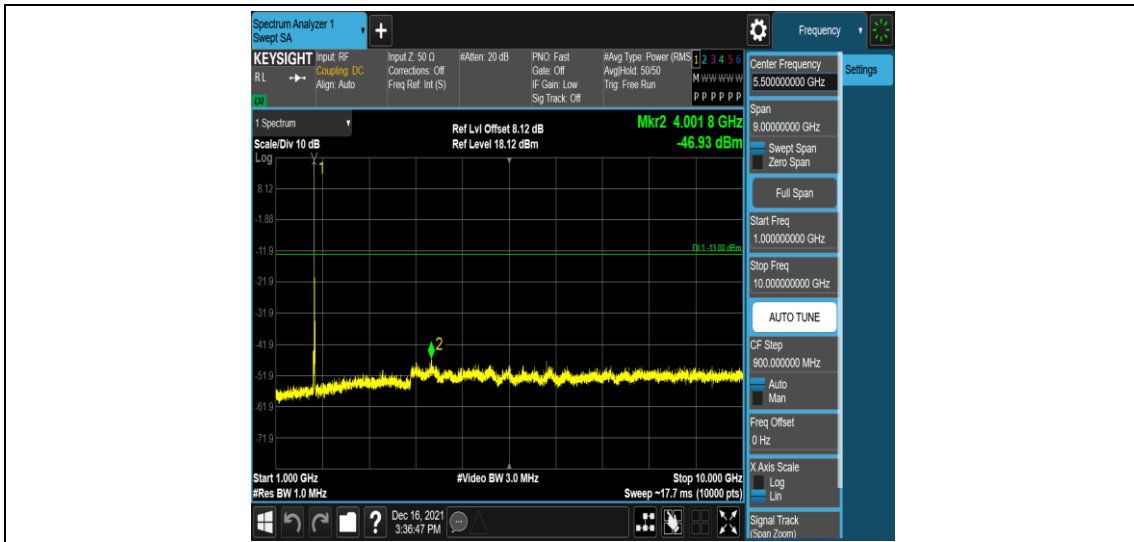 Spectrum Analyzer 1
Swept SA
+
Frequency
KEYSIGHT
RL
LXI
Input: RF
Coupling: DC
Align: Auto
Input Z: 50 Ω
Corrections: Off
Freq Ref: Int (S)
#Atten: 20 dB
PNO: Fast
Gate: Off
IF Gain: Low
Sig Track: Off
#Avg Type: Power (RMS
Avg|Hold: 50/50
Trig: Free Run
1 2 3 4 5 6
M W W W W W
P P P P P P
1 Spectrum
Scale/Div 10 dB
Ref Lvl Offset 8.12 dB
Ref Level 18.12 dBm
Mkr2 4.001 8 GHz
-46.93 dBm
Log
1
8.12
-1.88
-11.9
DL1 -13.00 dBm
-21.9
-31.9
-41.9
2
-51.9
-61.9
-71.9
Start 1.000 GHz
#Res BW 1.0 MHz
#Video BW 3.0 MHz
Stop 10.000 GHz
Sweep ~17.7 ms (10000 pts)
Center Frequency
5.500000000 GHz
Settings
Span
9.00000000 GHz
Swept Span
Zero Span
Full Span
Start Freq
1.000000000 GHz
Stop Freq
10.000000000 GHz
AUTO TUNE
CF Step
900.000000 MHz
Auto
Man
Freq Offset
0 Hz
X Axis Scale
Log
Lin
Signal Track
(Span Zoom)
?
Dec 16, 2021
3:36:47 PM